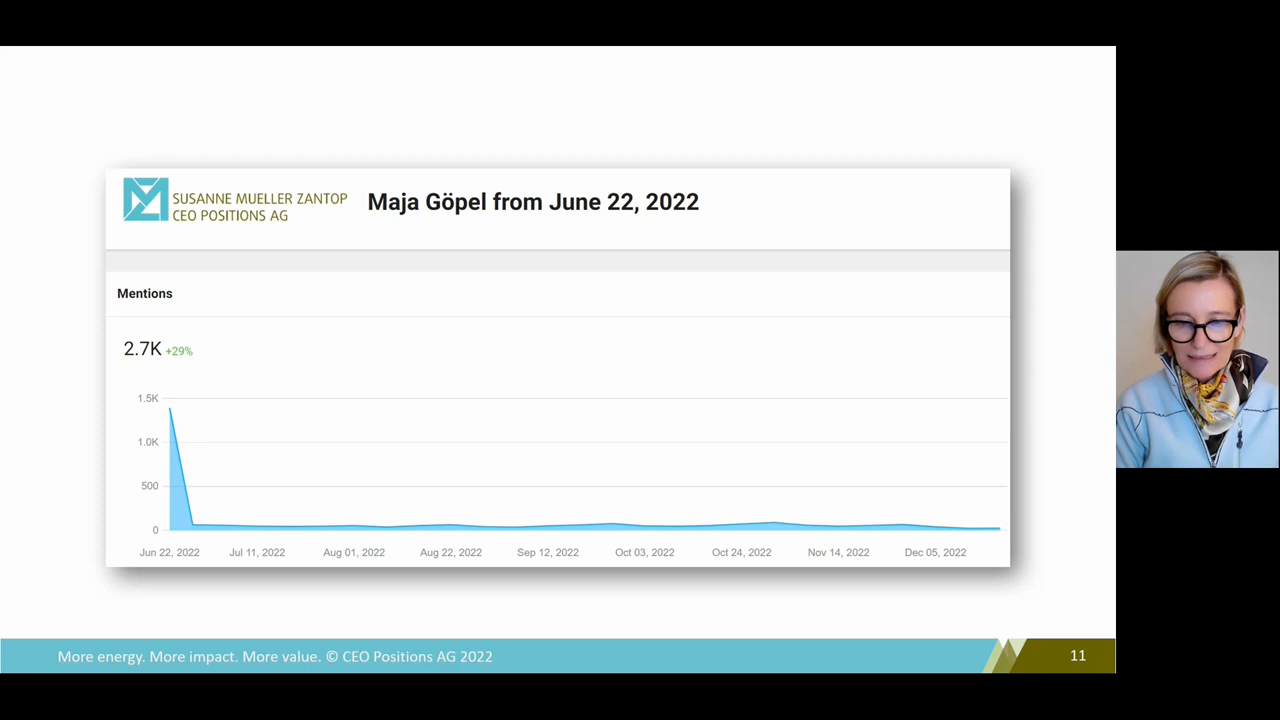 SUSANNE MUELLER ZANTOP
CEO POSITIONS AG
Maja Göpel from June 22, 2022
Mentions
2.7K +29%
1.5K
1.0K
500
0
Jun 22, 2022 Jul 11, 2022 Aug 01, 2022 Aug 22, 2022 Sep 12, 2022 Oct 03, 2022 Oct 24, 2022 Nov 14, 2022 Dec 05, 2022
More energy. More impact. More value. © CEO Positions AG 2022
11